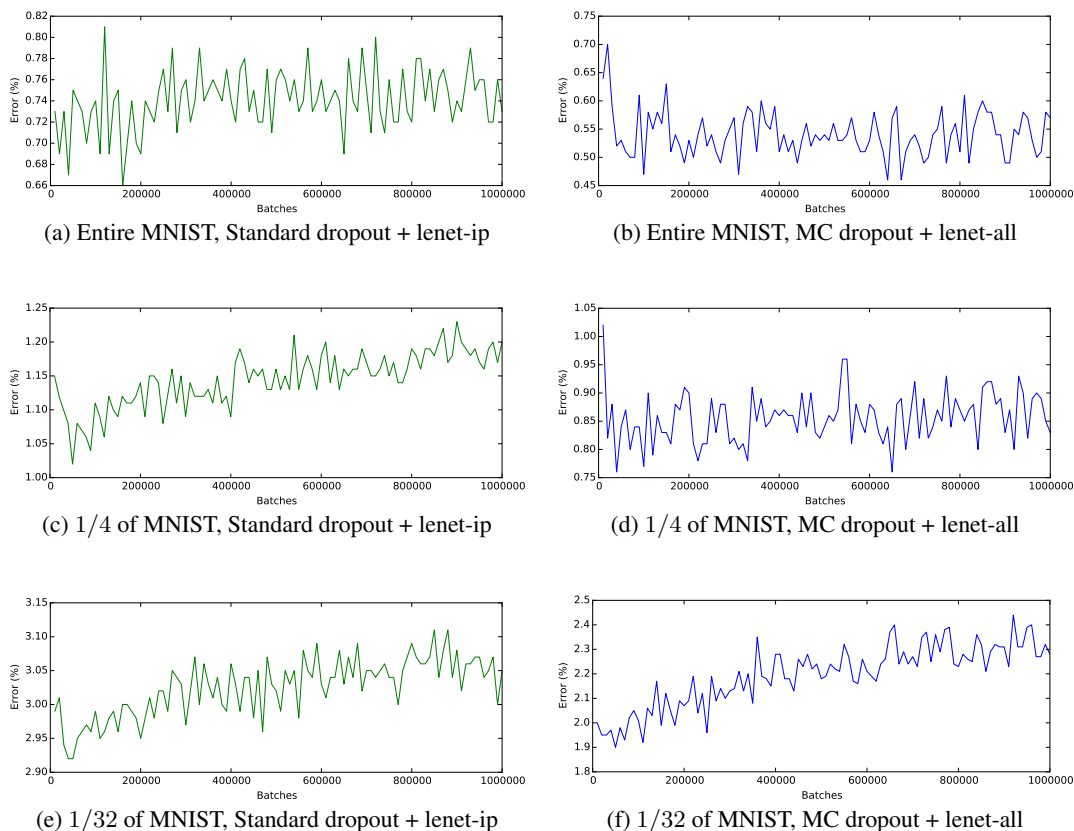 0.82
0.80
0.78
0.76
0.74
0.72
0.70
0.68
0.66
Error (%)
0 200000 400000 600000 800000 1000000
Batches
(a) Entire MNIST, Standard dropout + lenet-ip
0.75
0.70
0.65
0.60
0.55
0.50
0.45
Error (%)
0 200000 400000 600000 800000 1000000
Batches
(b) Entire MNIST, MC dropout + lenet-all
1.25
1.20
1.15
1.10
1.05
1.00
Error (%)
0 200000 400000 600000 800000 1000000
Batches
(c) 1/4 of MNIST, Standard dropout + lenet-ip
1.05
1.00
0.95
0.90
0.85
0.80
0.75
Error (%)
0 200000 400000 600000 800000 1000000
Batches
(d) 1/4 of MNIST, MC dropout + lenet-all
3.15
3.10
3.05
3.00
2.95
2.90
Error (%)
0 200000 400000 600000 800000 1000000
Batches
(e) 1/32 of MNIST, Standard dropout + lenet-ip
2.5
2.4
2.3
2.2
2.1
2.0
1.9
1.8
Error (%)
0 200000 400000 600000 800000 1000000
Batches
(f) 1/32 of MNIST, MC dropout + lenet-all